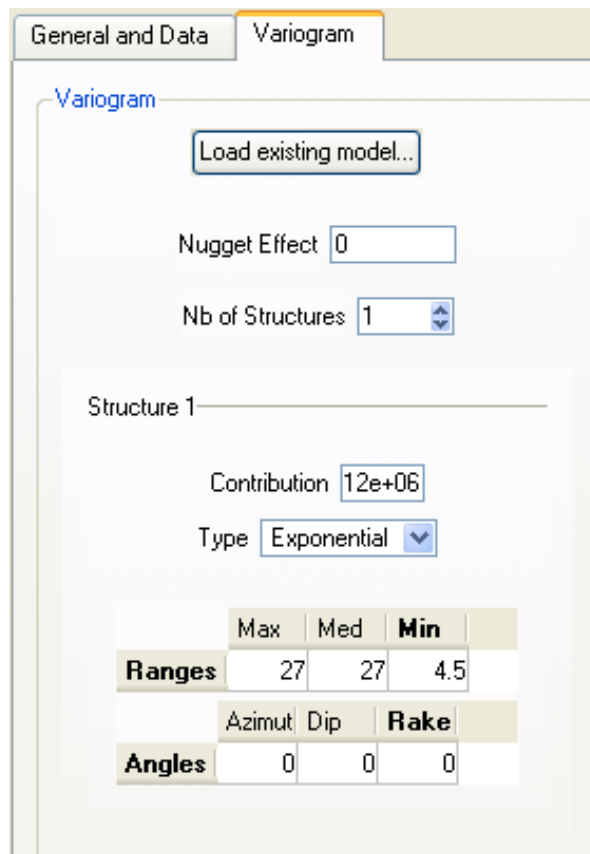 General and Data Variogram
Variogram
Load existing model...
Nugget Effect 0
Nb of Structures 1
Structure 1
Contribution 12e+06
Type Exponential
Max Med Min
Ranges 27 27 4.5
Azimut Dip Rake
Angles 0 0 0